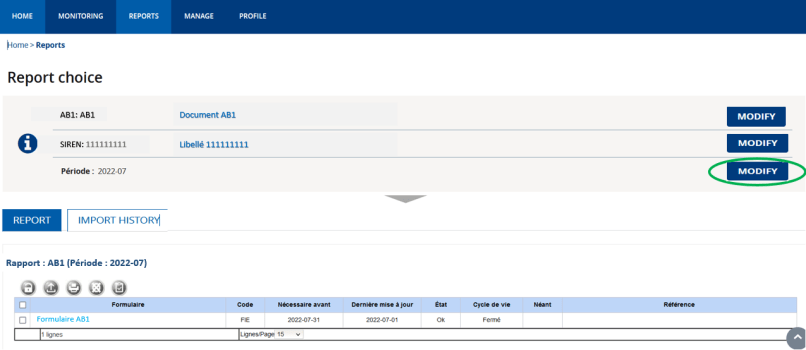 HOME MONITORING REPORTS MANAGE PROFILE
Home > Reports
Report choice
AB1: AB1 Document AB1 MODIFY
SIREN: 111111111 Libellé 111111111 MODIFY
Période : 2022-07 MODIFY
REPORT IMPORT HISTORY
Rapport : AB1 (Période : 2022-07)
Formulaire Code Nécessaire avant Dernière mise à jour État Cycle de vie Néant Référence
Formulaire AB1 FIE 2022-07-31 2022-07-01 Ok Fermé
1 lignes Lignes/Page 15